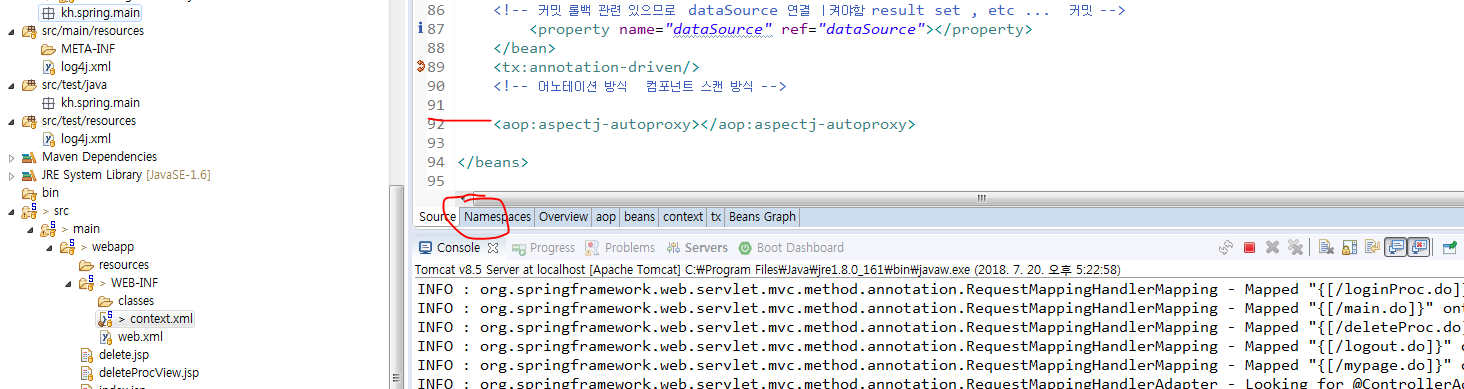 kh.spring.main
src/main/resources
META-INF
log4j.xml
src/test/java
kh.spring.main
src/test/resources
log4j.xml
Maven Dependencies
JRE System Library [JavaSE-1.6]
bin
> src
> main
> webapp
resources
> WEB-INF
classes
> context.xml
web.xml
delete.jsp
deleteProcView.jsp
86 <!-- 커밋 롤백 관련 있으므로 dataSource 연결 ㅣ켜야함 result set , etc ... 커밋 -->
87 <property name="dataSource" ref="dataSource"></property>
88 </bean>
89 <tx:annotation-driven/>
90 <!-- 어노테이션 방식 컴포넌트 스캔 방식 -->
91
92 <aop:aspectj-autoproxy></aop:aspectj-autoproxy>
93
94 </beans>
95
Source Namespaces Overview aop beans context tx Beans Graph
Console Progress Problems Servers Boot Dashboard
Tomcat v8.5 Server at localhost [Apache Tomcat] C:₩Program Files₩Java₩jre1.8.0_161₩bin₩javaw.exe (2018. 7. 20. 오후 5:22:58)
INFO : org.springframework.web.servlet.mvc.method.annotation.RequestMappingHandlerMapping - Mapped "{[/loginProc.do]
INFO : org.springframework.web.servlet.mvc.method.annotation.RequestMappingHandlerMapping - Mapped "{[/main.do]}" ont
INFO : org.springframework.web.servlet.mvc.method.annotation.RequestMappingHandlerMapping - Mapped "{[/deleteProc.do]
INFO : org.springframework.web.servlet.mvc.method.annotation.RequestMappingHandlerMapping - Mapped "{[/logout.do]}" o
INFO : org.springframework.web.servlet.mvc.method.annotation.RequestMappingHandlerMapping - Mapped "{[/mypage.do]}" o
INFO : org.springframework.web.servlet.mvc.method.annotation.RequestMappingHandlerAdapter - Looking for @ControllerAd